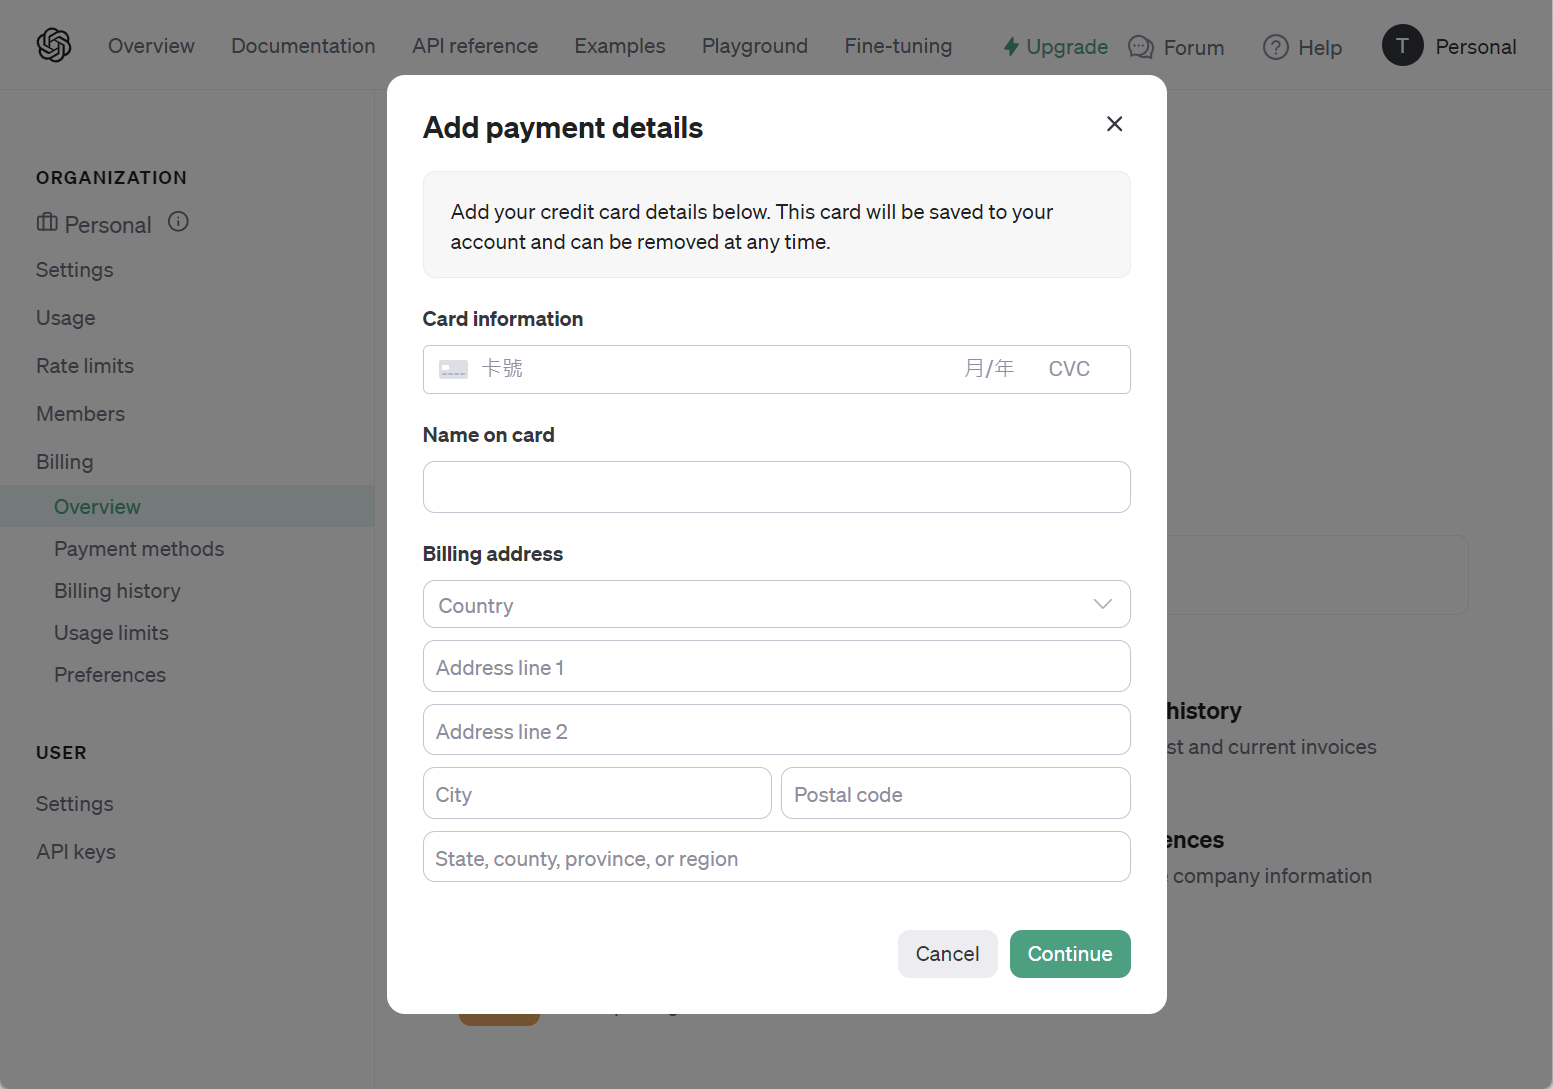 Overview Documentation API reference Examples Playground Fine-tuning Upgrade Forum Help T Personal
ORGANIZATION
Personal
Settings
Usage
Rate limits
Members
Billing
Overview
Payment methods
Billing history
Usage limits
Preferences
USER
Settings
API keys
Add payment details
Add your credit card details below. This card will be saved to your
account and can be removed at any time.
Card information
卡號 月/年 CVC
Name on card
Billing address
Country
Address line 1
Address line 2
City Postal code
State, county, province, or region
Cancel Continue
history
st and current invoices
ences
company information